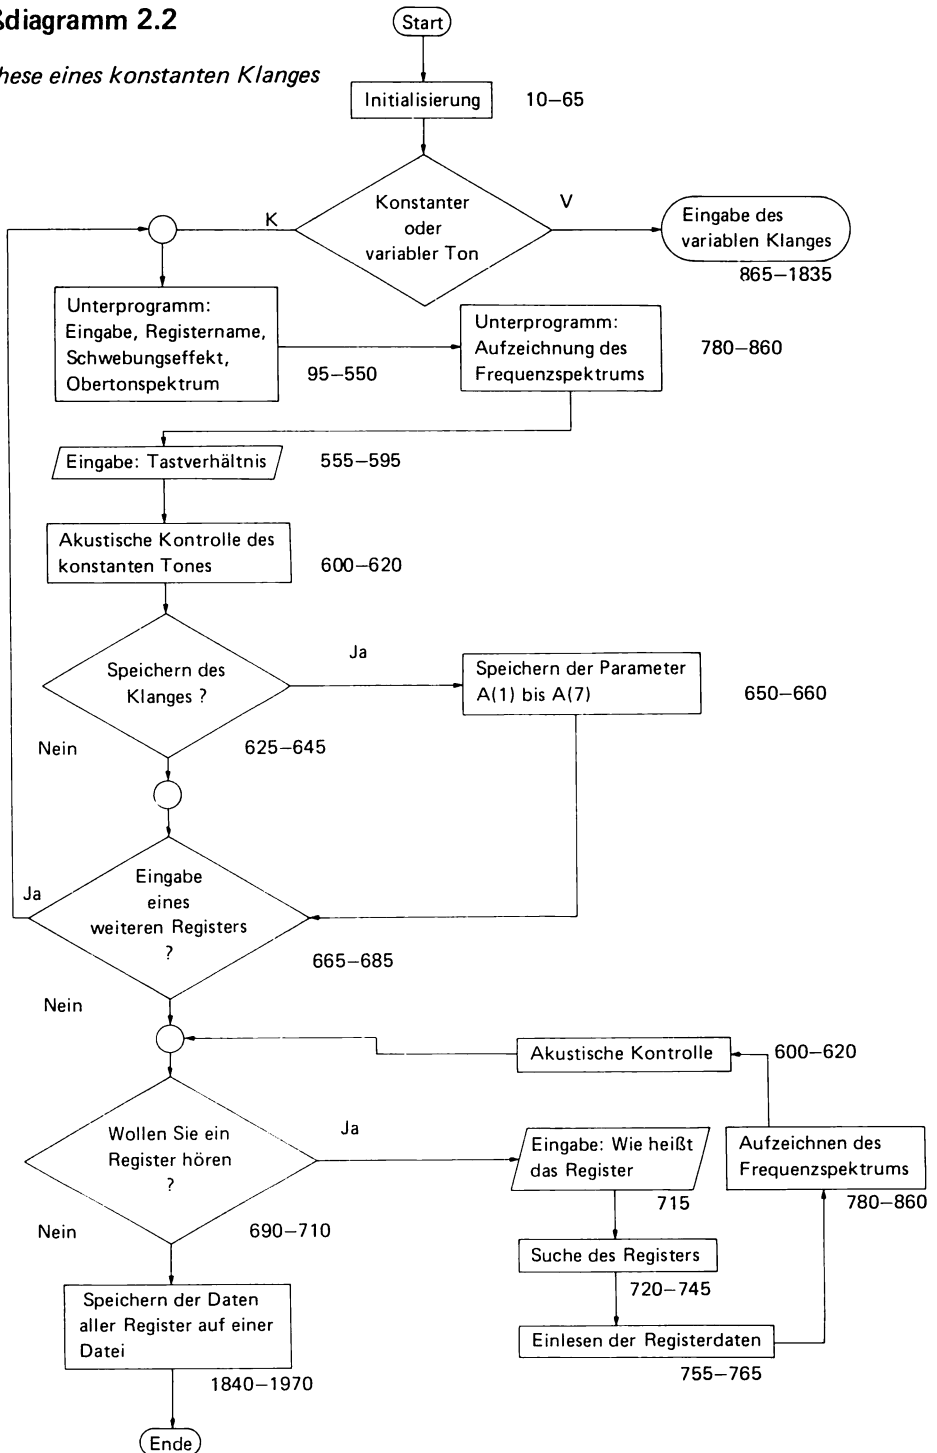 ßdiagramm 2.2
hese eines konstanten Klanges
Start
Initialisierung
10–65
Konstanter
oder
variabler Ton
K
V
Eingabe des
variablen Klanges
865–1835
Unterprogramm:
Eingabe, Registername,
Schwebungseffekt,
Obertonspektrum
95–550
Unterprogramm:
Aufzeichnung des
Frequenzspektrums
780–860
Eingabe: Tastverhältnis
555–595
Akustische Kontrolle des
konstanten Tones
600–620
Speichern des
Klanges ?
Ja
Nein
625–645
Speichern der Parameter
A(1) bis A(7)
650–660
Eingabe
eines
weiteren Registers
?
Ja
665–685
Nein
Akustische Kontrolle
600–620
Wollen Sie ein
Register hören
?
Ja
Nein
690–710
Eingabe: Wie heißt
das Register
715
Aufzeichnen des
Frequenzspektrums
780–860
Suche des Registers
720–745
Einlesen der Registerdaten
755–765
Speichern der Daten
aller Register auf einer
Datei
1840–1970
Ende